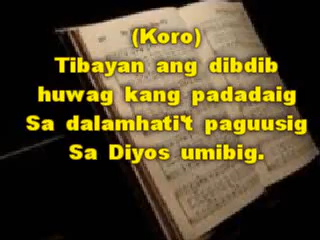 (Koro)
Tibayan ang dibdib
huwag kang padadaig
Sa dalamhati't paguusig
Sa Diyos umibig.